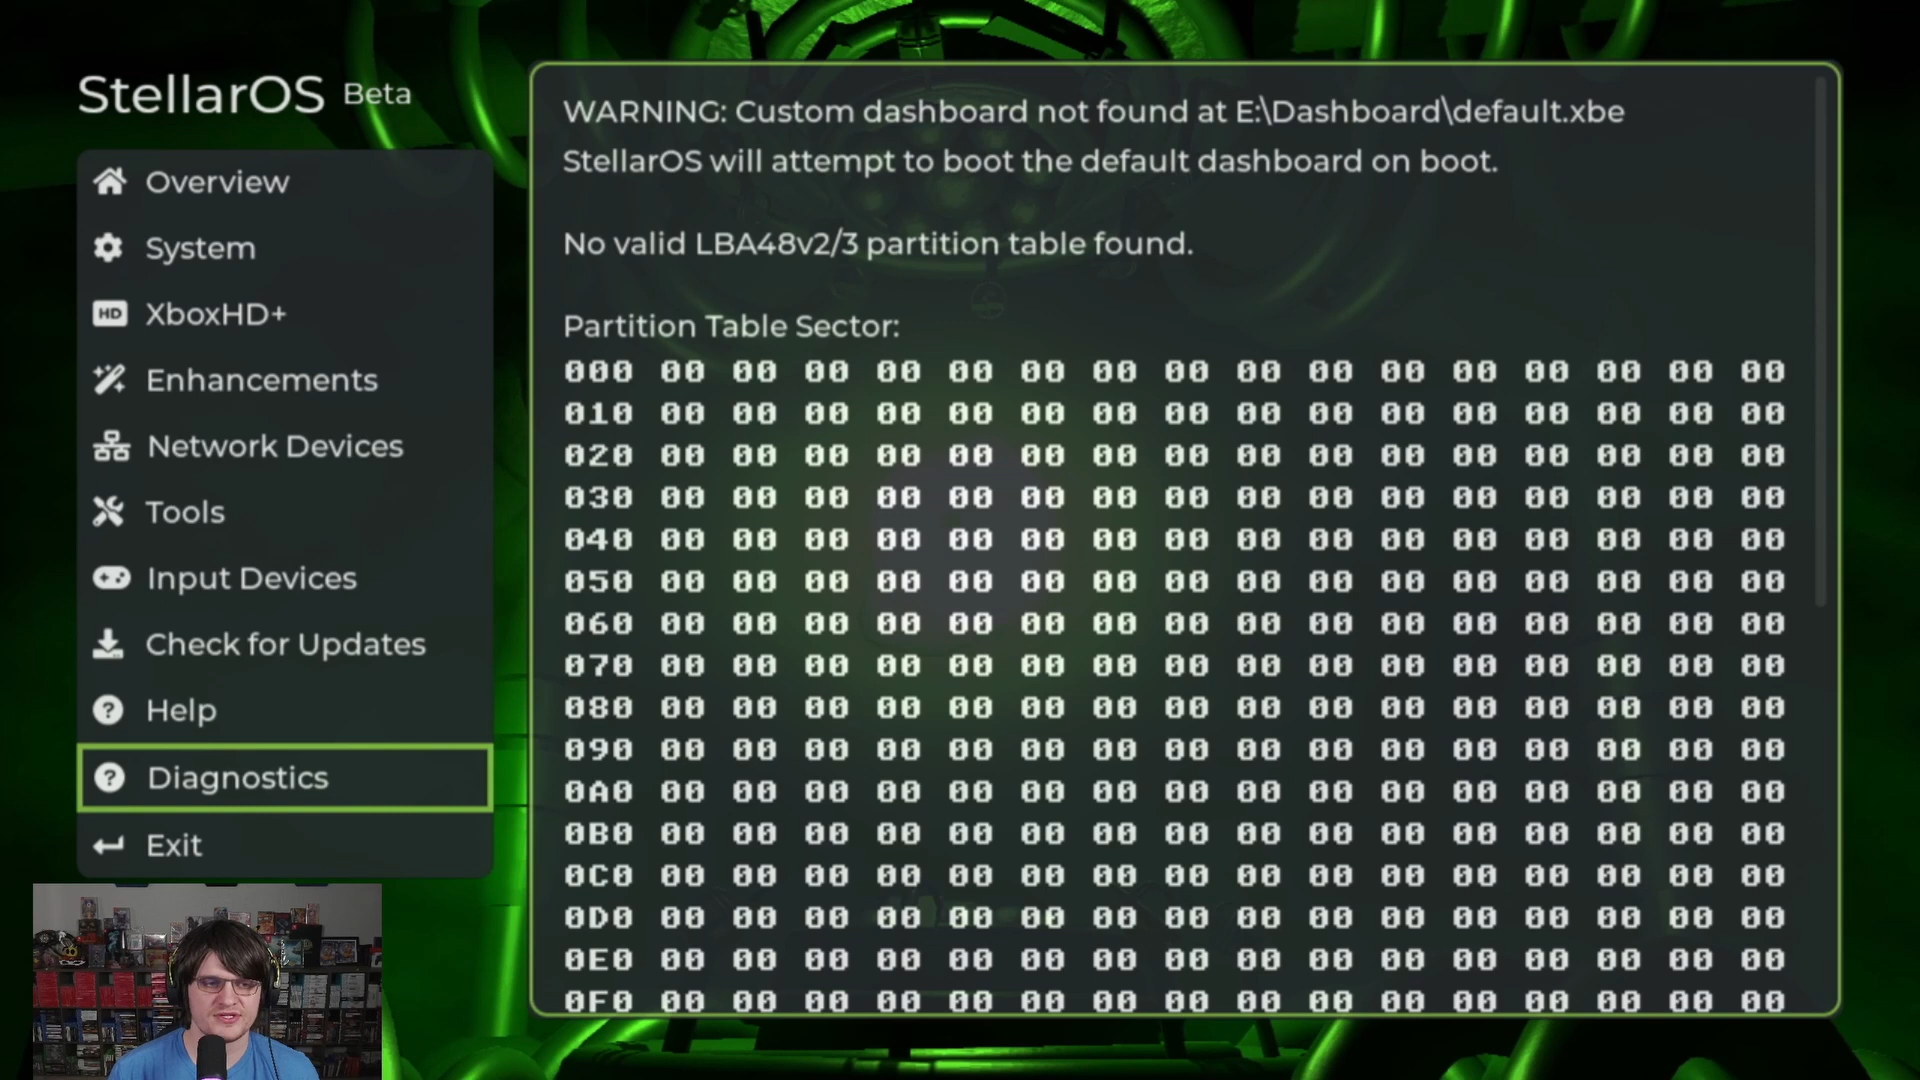 StellarOS Beta
Overview
System
HD XboxHD+
Enhancements
Network Devices
Tools
Input Devices
Check for Updates
Help
Diagnostics
Exit
WARNING: Custom dashboard not found at E:\Dashboard\default.xbe
StellarOS will attempt to boot the default dashboard on boot.
No valid LBA48v2/3 partition table found.
Partition Table Sector:
000 00 00 00 00 00 00 00 00 00 00 00 00 00 00 00 00
010 00 00 00 00 00 00 00 00 00 00 00 00 00 00 00 00
020 00 00 00 00 00 00 00 00 00 00 00 00 00 00 00 00
030 00 00 00 00 00 00 00 00 00 00 00 00 00 00 00 00
040 00 00 00 00 00 00 00 00 00 00 00 00 00 00 00 00
050 00 00 00 00 00 00 00 00 00 00 00 00 00 00 00 00
060 00 00 00 00 00 00 00 00 00 00 00 00 00 00 00 00
070 00 00 00 00 00 00 00 00 00 00 00 00 00 00 00 00
080 00 00 00 00 00 00 00 00 00 00 00 00 00 00 00 00
090 00 00 00 00 00 00 00 00 00 00 00 00 00 00 00 00
0A0 00 00 00 00 00 00 00 00 00 00 00 00 00 00 00 00
0B0 00 00 00 00 00 00 00 00 00 00 00 00 00 00 00 00
0C0 00 00 00 00 00 00 00 00 00 00 00 00 00 00 00 00
0D0 00 00 00 00 00 00 00 00 00 00 00 00 00 00 00 00
0E0 00 00 00 00 00 00 00 00 00 00 00 00 00 00 00 00
0F0 00 00 00 00 00 00 00 00 00 00 00 00 00 00 00 00